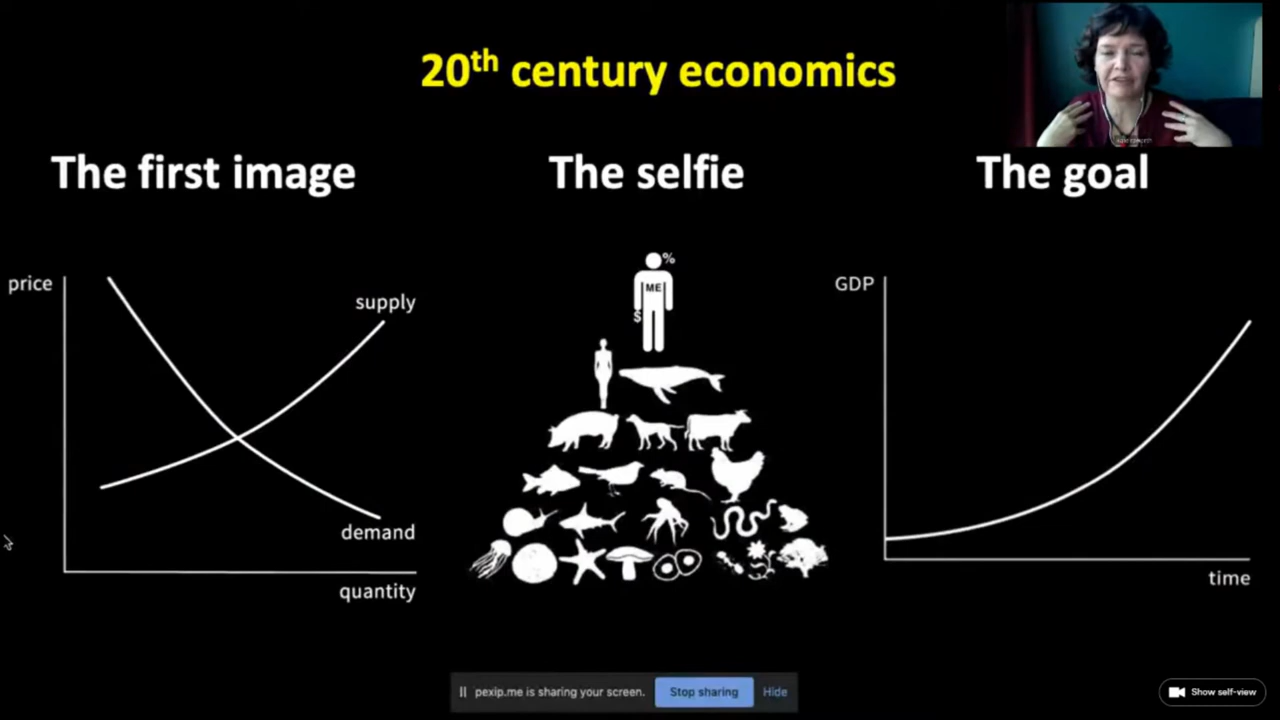 20th century economics
The first image
The selfie
The goal
price
supply
demand
quantity
%
ME
$
GDP
time
pexip.me is sharing your screen.
Stop sharing
Hide
Show self-view